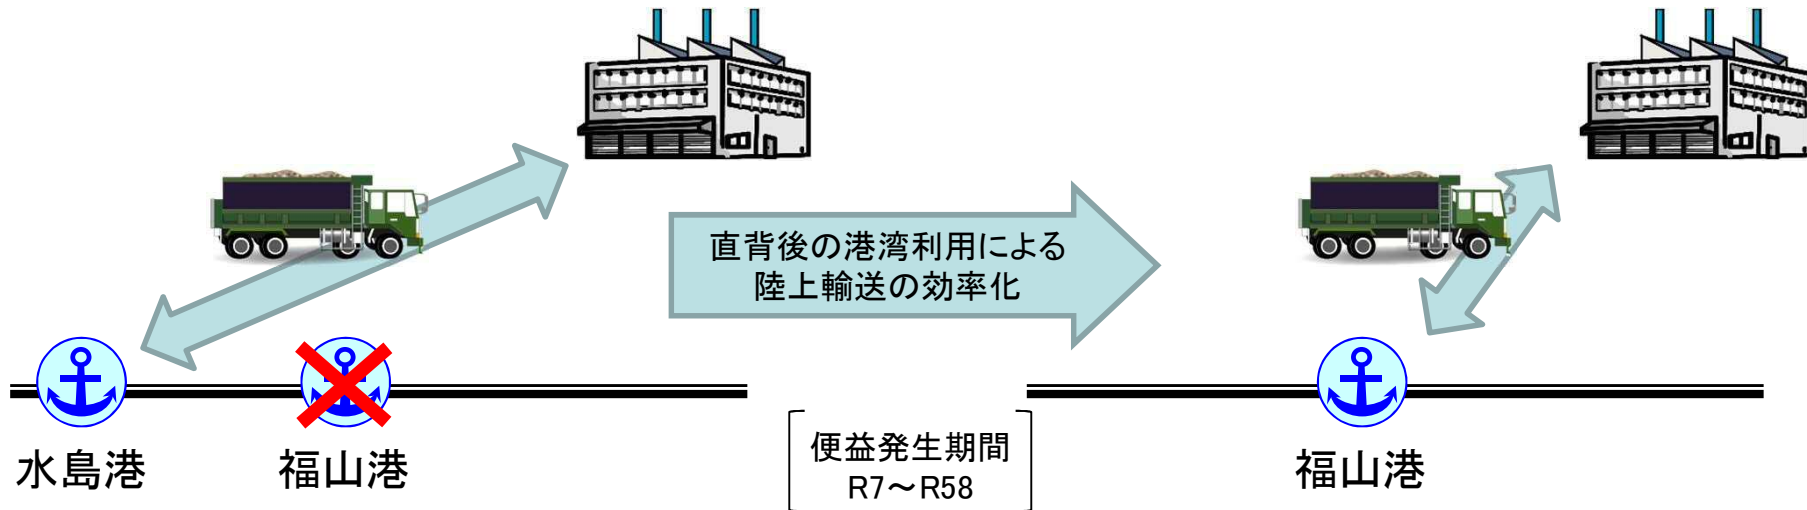 直背後の港湾利用による
陸上輸送の効率化
水島港
福山港
便益発生期間
R7～R58
福山港